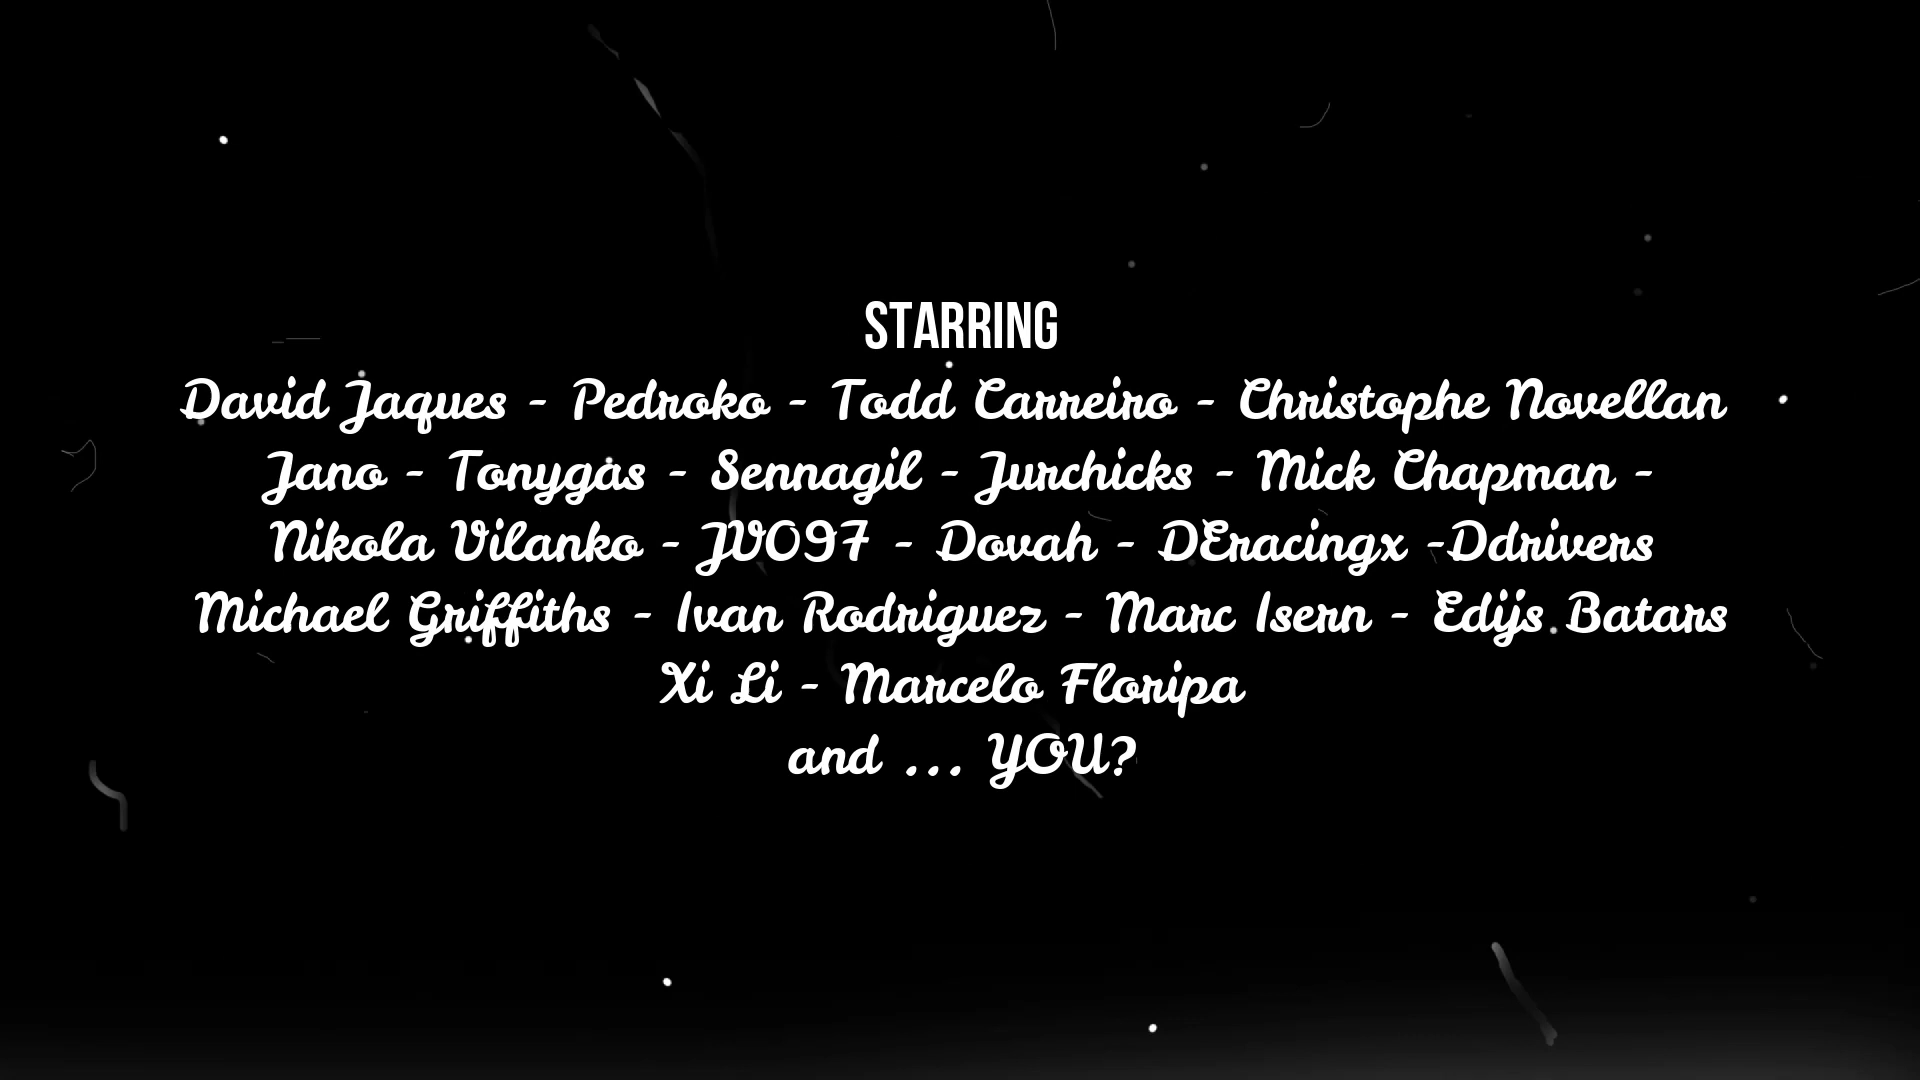 STARRING
David Jaques - Pedroko - Todd Carreiro - Christophe Novellan
Jano - Tonygas - Sennagil - Jurchicks - Mick Chapman -
Nikola Vilanko - JVO97 - Dovah - DEracingx -Ddrivers
Michael Griffiths - Ivan Rodriguez - Marc Isern - Edijs Batars
Xi Li - Marcelo Floripa
and ... YOU?